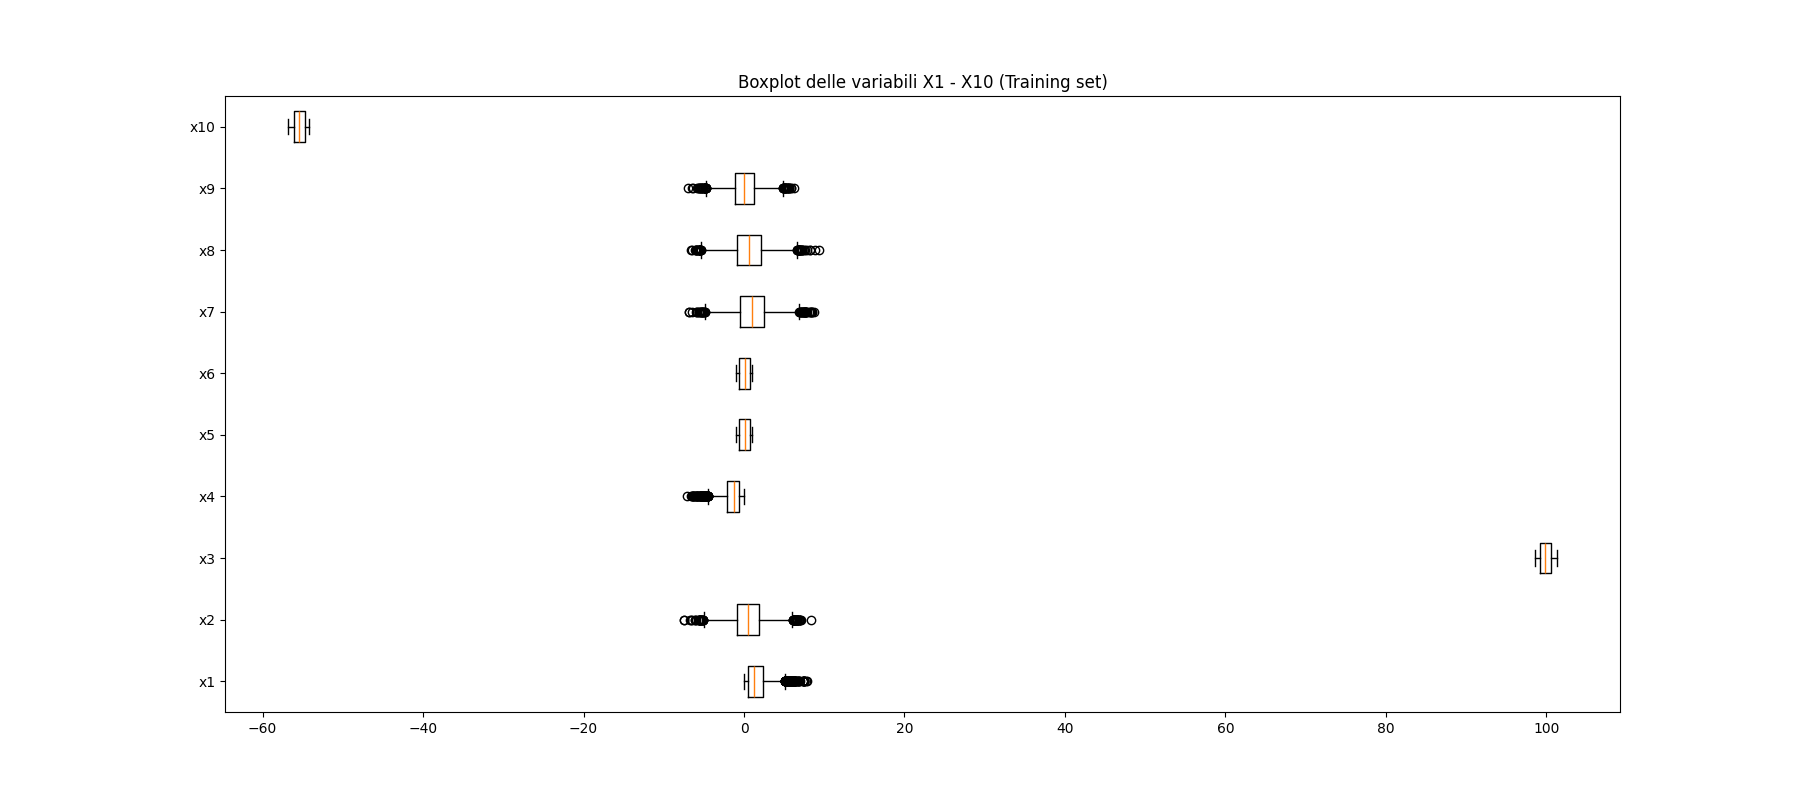 Boxplot delle variabili X1 - X10 (Training set)
x10
x9
x8
x7
x6
x5
x4
x3
x2
x1
−60 −40 −20 0 20 40 60 80 100